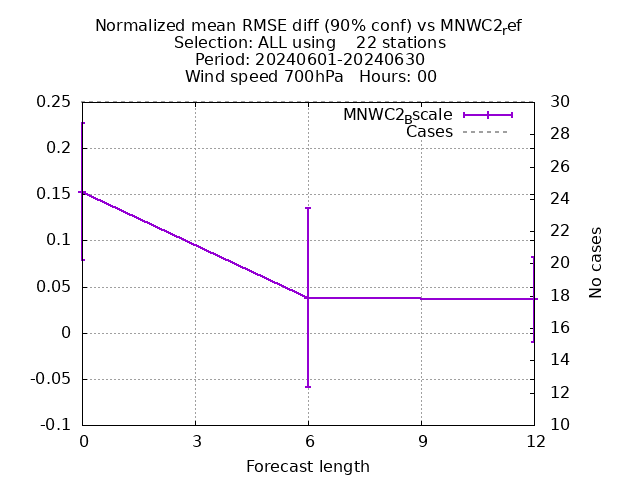 Normalized mean RMSE diff (90% conf) vs MNWC2ref
Selection: ALL using 22 stations
Period: 20240601-20240630
Wind speed 700hPa Hours: 00
MNWC2Bscale
Cases
0.25
0.2
0.15
0.1
0.05
0
-0.05
-0.1
30
28
26
24
22
20
18
16
14
12
10
No cases
0 3 6 9 12
Forecast length